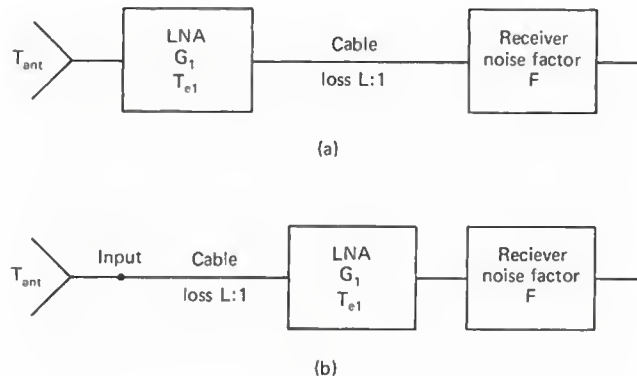 T_ant
LNA
G_1
T_e1
Cable
loss L:1
Receiver
noise factor
F
(a)
T_ant
Input
Cable
loss L:1
LNA
G_1
T_e1
Reciever
noise factor
F
(b)